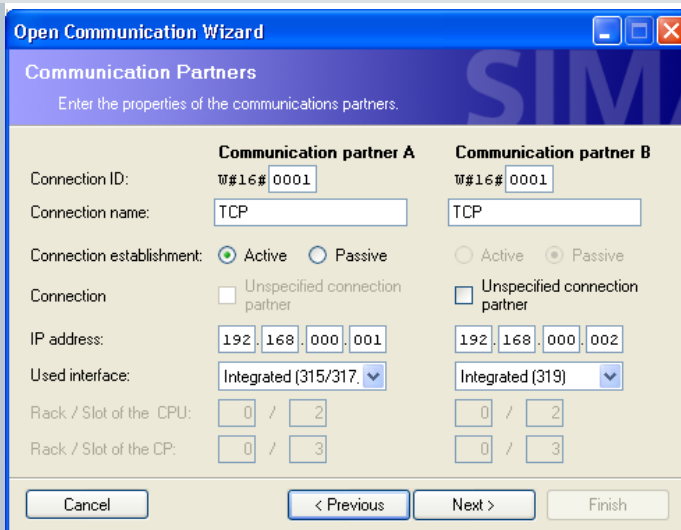 Open Communication Wizard
Communication Partners
Enter the properties of the communications partners.
SIM
Communication partner A Communication partner B
Connection ID: W#16# 0001 W#16# 0001
Connection name: TCP TCP
Connection establishment: Active Passive Active Passive
Connection Unspecified connection partner Unspecified connection partner
IP address: 192.168.000.001 192.168.000.002
Used interface: Integrated (315/317, Integrated (319)
Rack / Slot of the CPU: 0 / 2 0 / 2
Rack / Slot of the CP: 0 / 3 0 / 3
Cancel < Previous Next > Finish